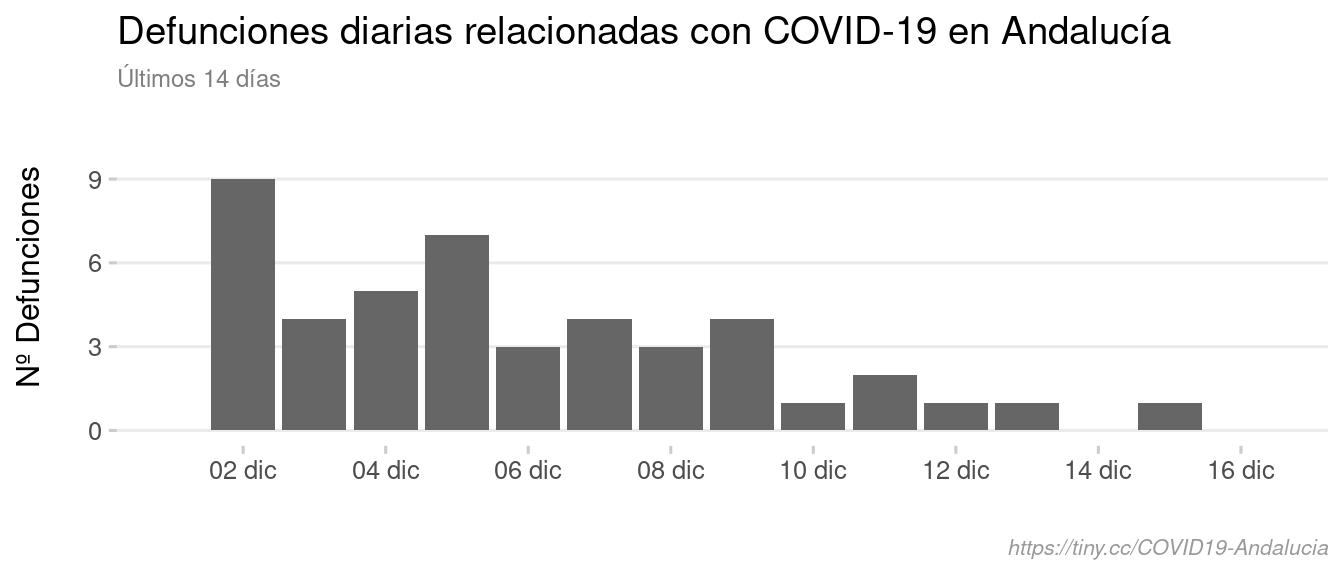 Defunciones diarias relacionadas con COVID-19 en Andalucía
Últimos 14 días
Nº Defunciones
9
6
3
0
02 dic
04 dic
06 dic
08 dic
10 dic
12 dic
14 dic
16 dic
https://tiny.cc/COVID19-Andalucia